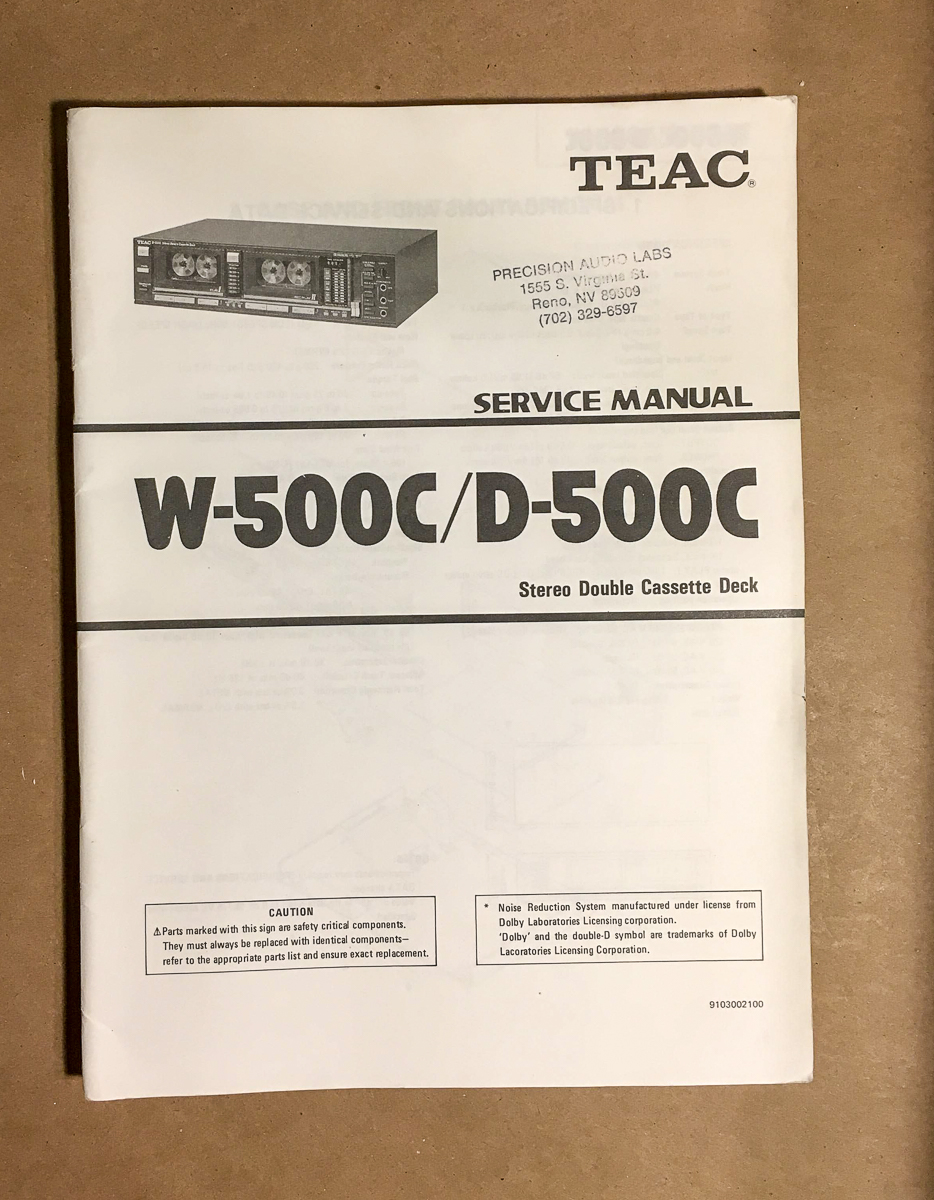 TEAC®
TEAC
PRECISION AUDIO LABS
1555 S. Virginia St.
Reno, NV 89509
(702) 329-6597
SERVICE MANUAL
W-500C/D-500C
Stereo Double Cassette Deck
CAUTION
⚠Parts marked with this sign are safety critical components.
They must always be replaced with identical components—
refer to the appropriate parts list and ensure exact replacement.
* Noise Reduction System manufactured under license from
Dolby Laboratories Licensing corporation.
'Dolby' and the double-D symbol are trademarks of Dolby
Lacoratories Licensing Corporation.
9103002100